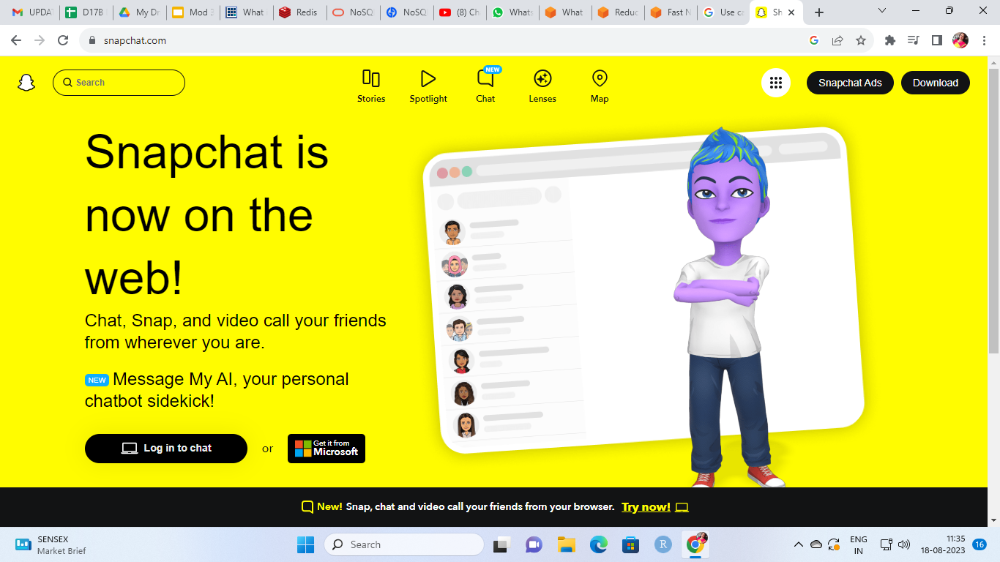 UPDA
D17B
My Dr
Mod 3
What
Redis
NoSQ
NoSQ
(8) Ch
Whats
What
Reduc
Fast N
Use ca
Sh
snapchat.com
Search
Stories
Spotlight
NEW
Chat
Lenses
Map
Snapchat Ads
Download
Snapchat is
now on the
web!
Chat, Snap, and video call your friends
from wherever you are.
NEW Message My AI, your personal
chatbot sidekick!
Log in to chat
or
Get it from
Microsoft
New! Snap, chat and video call your friends from your browser. Try now!
SENSEX
Market Brief
Search
R
ENG
IN
11:35
18-08-2023
16